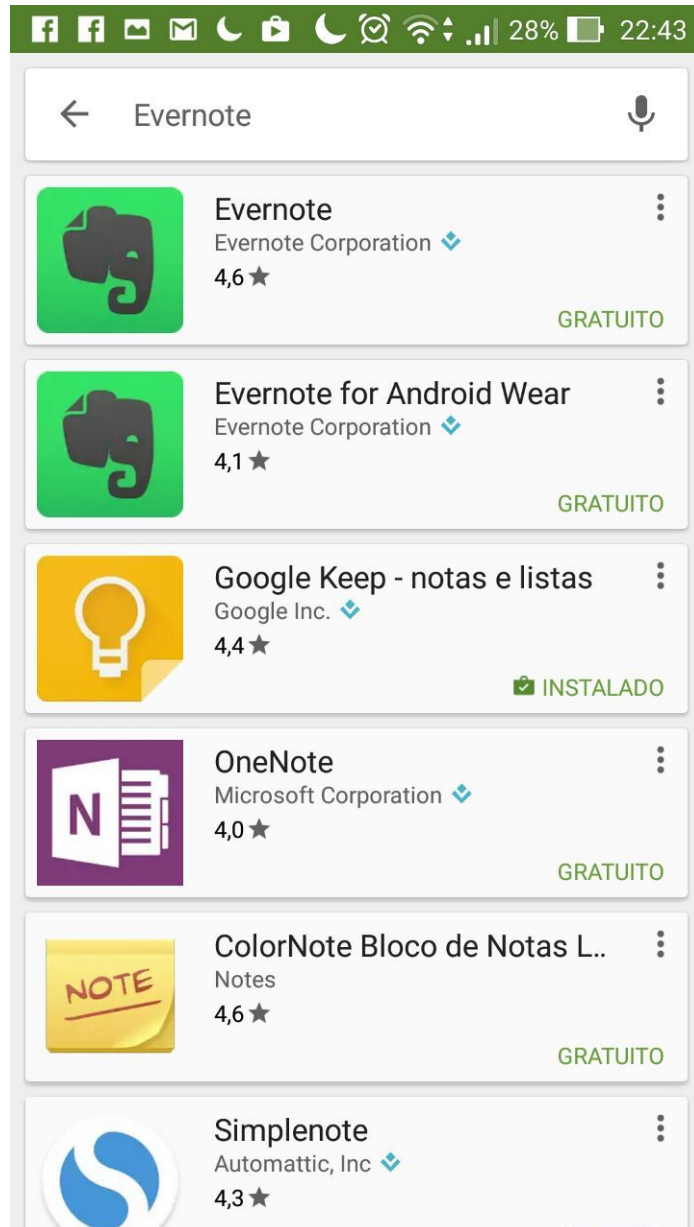 28% 22:43
Evernote
Evernote
Evernote Corporation
4,6
GRATUITO
Evernote for Android Wear
Evernote Corporation
4,1
GRATUITO
Google Keep - notas e listas
Google Inc.
4,4
INSTALADO
N
OneNote
Microsoft Corporation
4,0
GRATUITO
NOTE
ColorNote Bloco de Notas L..
Notes
4,6
GRATUITO
Simplenote
Automattic, Inc
4,3